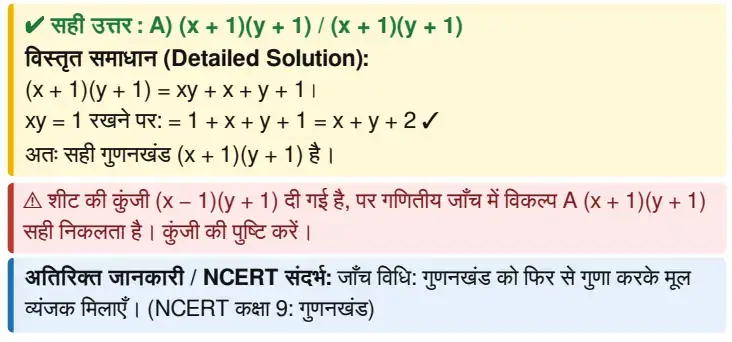 ✔ सही उत्तर : A) (x + 1)(y + 1) / (x + 1)(y + 1)
विस्तृत समाधान (Detailed Solution):
(x + 1)(y + 1) = xy + x + y + 1।
xy = 1 रखने पर: = 1 + x + y + 1 = x + y + 2 ✓
अतः सही गुणनखंड (x + 1)(y + 1) है।
⚠ शीट की कुंजी (x − 1)(y + 1) दी गई है, पर गणितीय जाँच में विकल्प A (x + 1)(y + 1)
सही निकलता है। कुंजी की पुष्टि करें।
अतिरिक्त जानकारी / NCERT संदर्भ: जाँच विधि: गुणनखंड को फिर से गुणा करके मूल
व्यंजक मिलाएँ। (NCERT कक्षा 9: गुणनखंड)